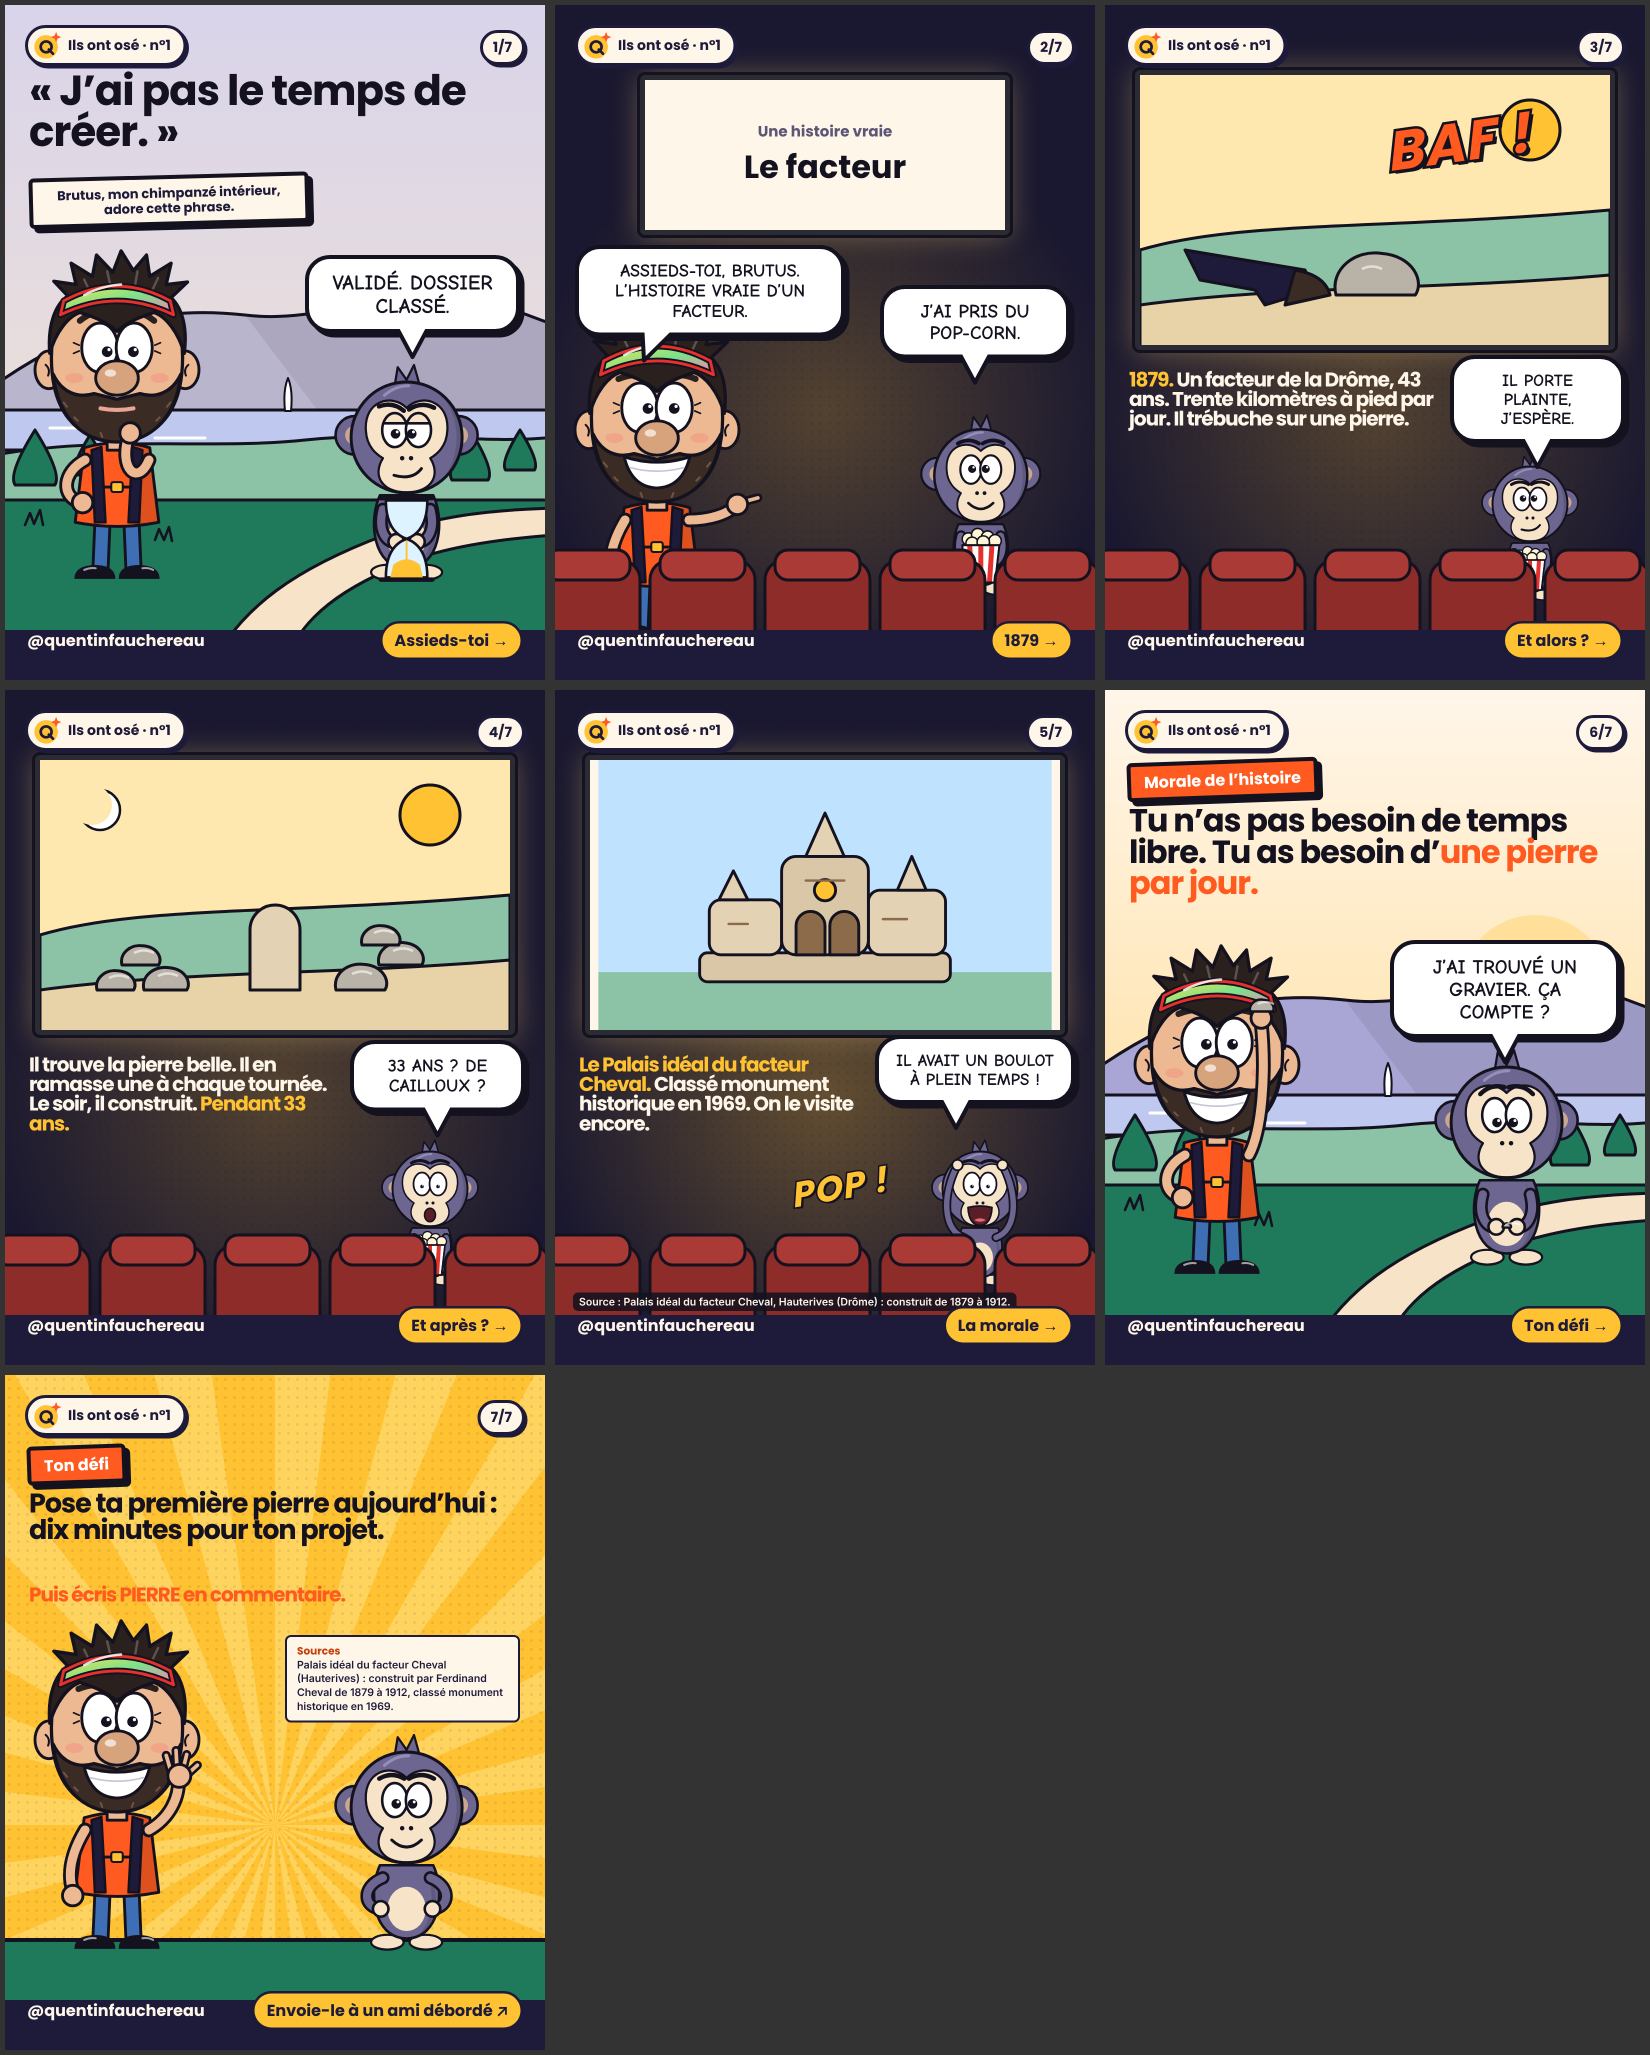 Q Ils ont osé · n°1
1/7
« J’ai pas le temps de
créer. »
Brutus, mon chimpanzé intérieur,
adore cette phrase.
VALIDÉ. DOSSIER
CLASSÉ.
@quentinfauchereau
Assieds-toi →
Q Ils ont osé · n°1
2/7
Une histoire vraie
Le facteur
ASSIEDS-TOI, BRUTUS.
L’HISTOIRE VRAIE D’UN
FACTEUR.
J’AI PRIS DU
POP-CORN.
@quentinfauchereau
1879 →
Q Ils ont osé · n°1
3/7
BAF !
1879. Un facteur de la Drôme, 43
ans. Trente kilomètres à pied par
jour. Il trébuche sur une pierre.
IL PORTE
PLAINTE,
J’ESPÈRE.
@quentinfauchereau
Et alors ? →
Q Ils ont osé · n°1
4/7
Il trouve la pierre belle. Il en
ramasse une à chaque tournée.
Le soir, il construit. Pendant 33
ans.
33 ANS ? DE
CAILLOUX ?
@quentinfauchereau
Et après ? →
Q Ils ont osé · n°1
5/7
Le Palais idéal du facteur
Cheval. Classé monument
historique en 1969. On le visite
encore.
IL AVAIT UN BOULOT
À PLEIN TEMPS !
POP !
Source : Palais idéal du facteur Cheval, Hauterives (Drôme) : construit de 1879 à 1912.
@quentinfauchereau
La morale →
Q Ils ont osé · n°1
6/7
Morale de l’histoire
Tu n’as pas besoin de temps
libre. Tu as besoin d’une pierre
par jour.
J’AI TROUVÉ UN
GRAVIER. ÇA
COMPTE ?
@quentinfauchereau
Ton défi →
Q Ils ont osé · n°1
7/7
Ton défi
Pose ta première pierre aujourd’hui :
dix minutes pour ton projet.
Puis écris PIERRE en commentaire.
Sources
Palais idéal du facteur Cheval
(Hauterives) : construit par Ferdinand
Cheval de 1879 à 1912, classé monument
historique en 1969.
@quentinfauchereau
Envoie-le à un ami débordé ↗